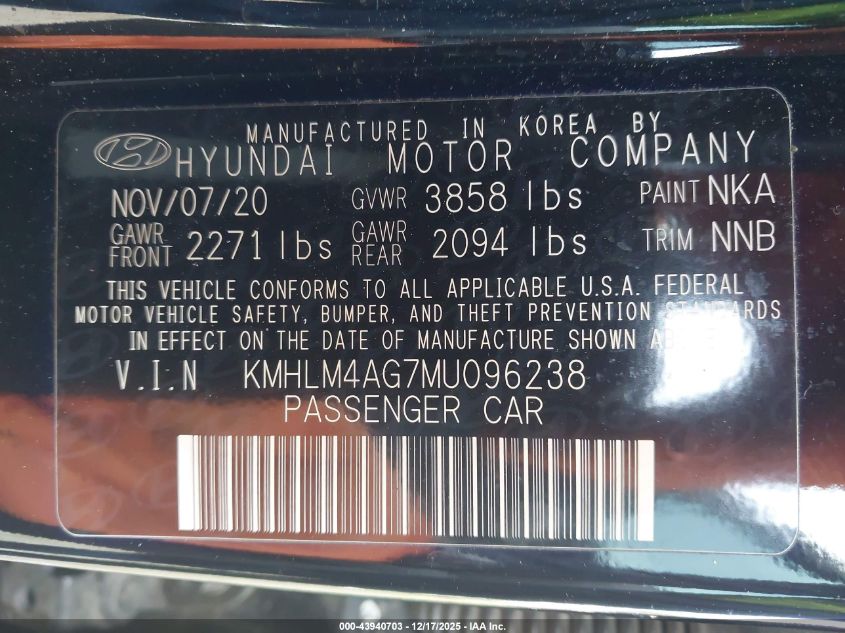 MANUFACTURED IN KOREA BY
HYUNDAI MOTOR COMPANY
NOV/07/20 GVWR 3858 lbs PAINT NKA
GAWR FRONT 2271 lbs GAWR REAR 2094 lbs TRIM NNB
THIS VEHICLE CONFORMS TO ALL APPLICABLE U.S.A. FEDERAL
MOTOR VEHICLE SAFETY, BUMPER, AND THEFT PREVENTION STANDARDS
IN EFFECT ON THE DATE OF MANUFACTURE SHOWN ABOVE
V.I.N KMHLM4AG7MU096238
PASSENGER CAR
000-43940703 - 12/17/2025 - IAA Inc.